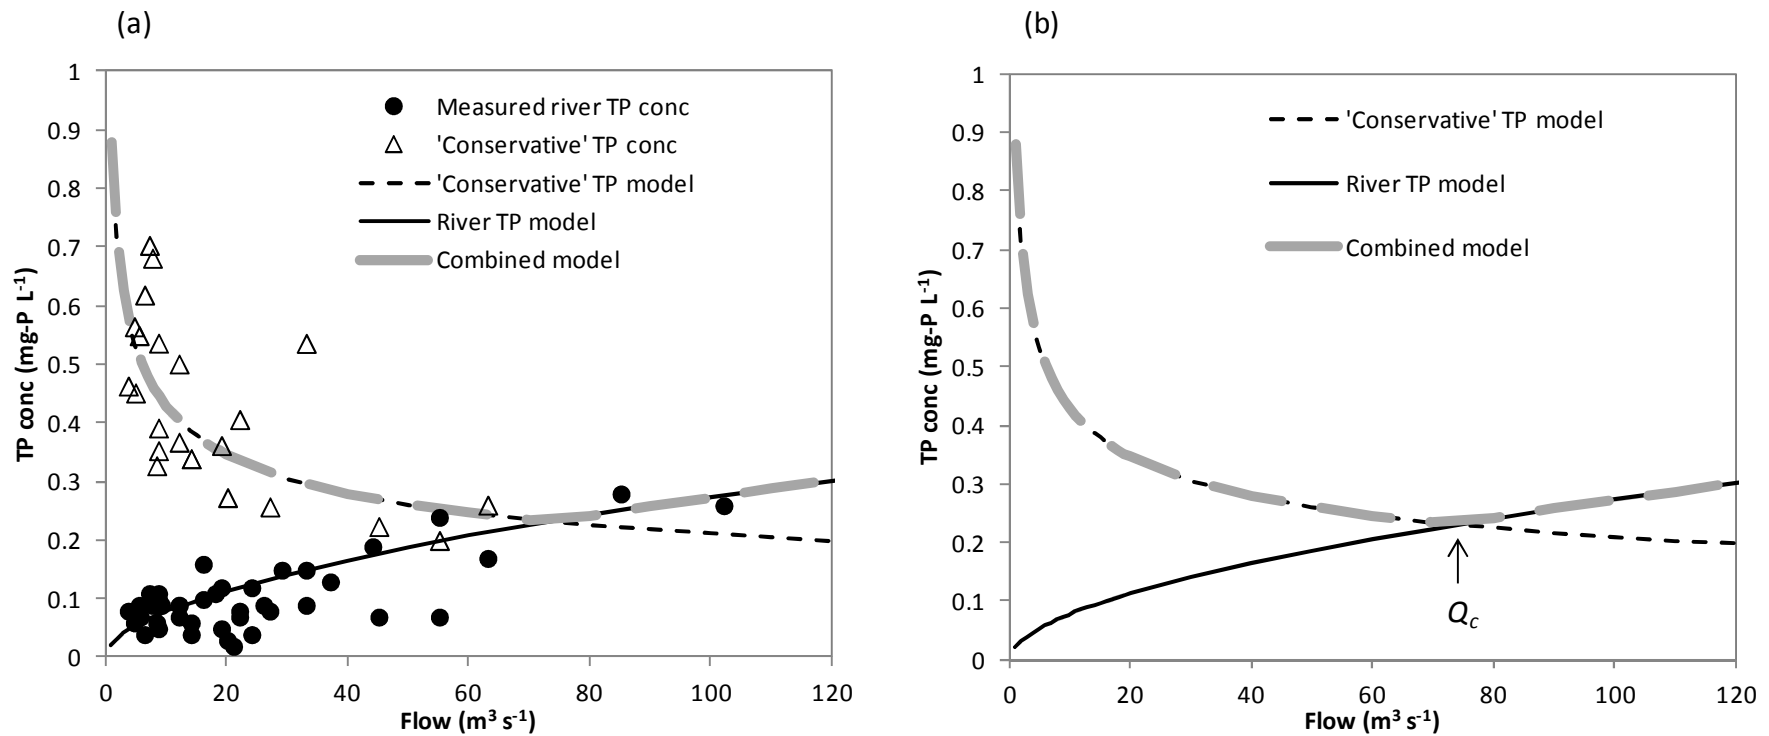 (a)
1
0.9
0.8
0.7
0.6
0.5
0.4
0.3
0.2
0.1
0
TP conc (mg-P L-1)
Measured river TP conc
'Conservative' TP conc
'Conservative' TP model
River TP model
Combined model
0 20 40 60 80 100 120
Flow (m3 s-1)
(b)
1
0.9
0.8
0.7
0.6
0.5
0.4
0.3
0.2
0.1
0
TP conc (mg-P L-1)
'Conservative' TP model
River TP model
Combined model
Qc
0 20 40 60 80 100 120
Flow (m3 s-1)